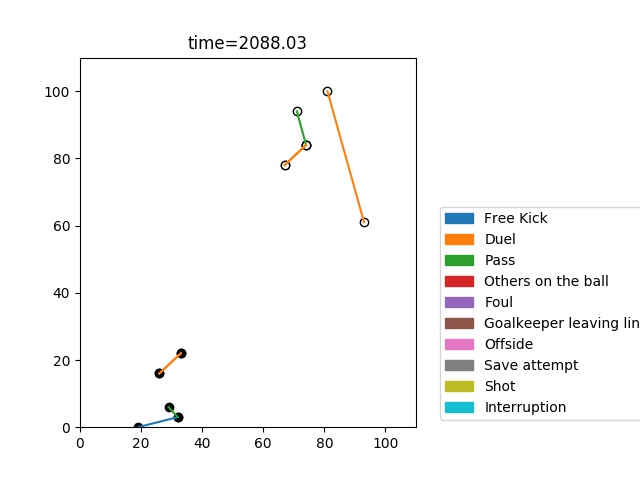 time=2088.03
100
80
60
40
20
0
0 20 40 60 80 100
Free Kick
Duel
Pass
Others on the ball
Foul
Goalkeeper leaving lin
Offside
Save attempt
Shot
Interruption